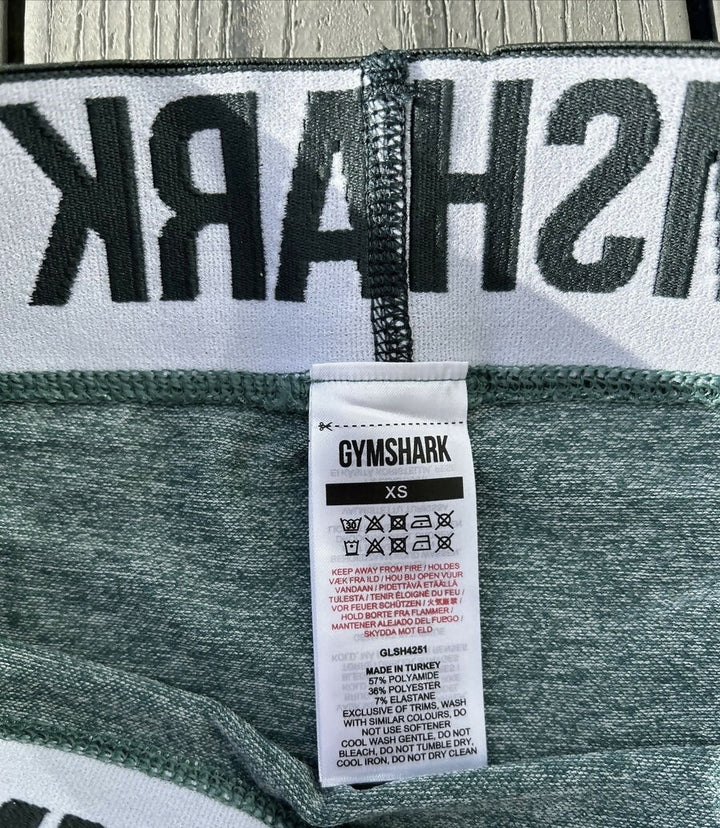 MSHARK
GYMSHARK
XS
30
KEEP AWAY FROM FIRE / HOLDES
VÆK FRA ILD / HOU BIJ OPEN VUUR
VANDAAN / PIDETTÄVÄ ETÄÄLLÄ
TULESTA / TENIR ÉLOIGNÉ DU FEU /
VOR FEUER SCHÜTZEN / 火気厳禁 /
HOLD BORTE FRA FLAMMER /
MANTENER ALEJADO DEL FUEGO /
SKYDDA MOT ELD
GLSH4251
MADE IN TURKEY
57% POLYAMIDE
36% POLYESTER
7% ELASTANE
EXCLUSIVE OF TRIMS, WASH
WITH SIMILAR COLOURS, DO
NOT USE SOFTENER
COOL WASH GENTLE, DO NOT
BLEACH, DO NOT TUMBLE DRY,
COOL IRON, DO NOT DRY CLEAN